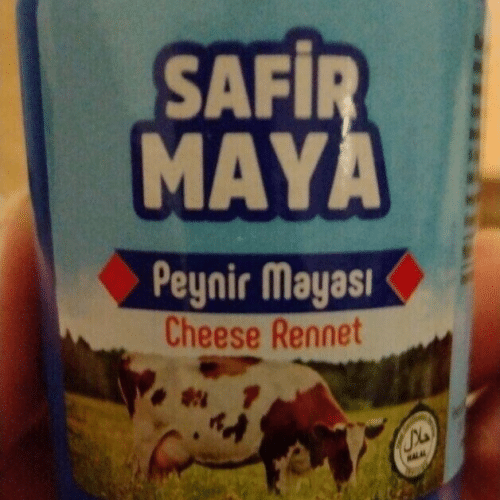 SAFİR
MAYA
Peynir Mayası
Cheese Rennet
حلال
HALAL